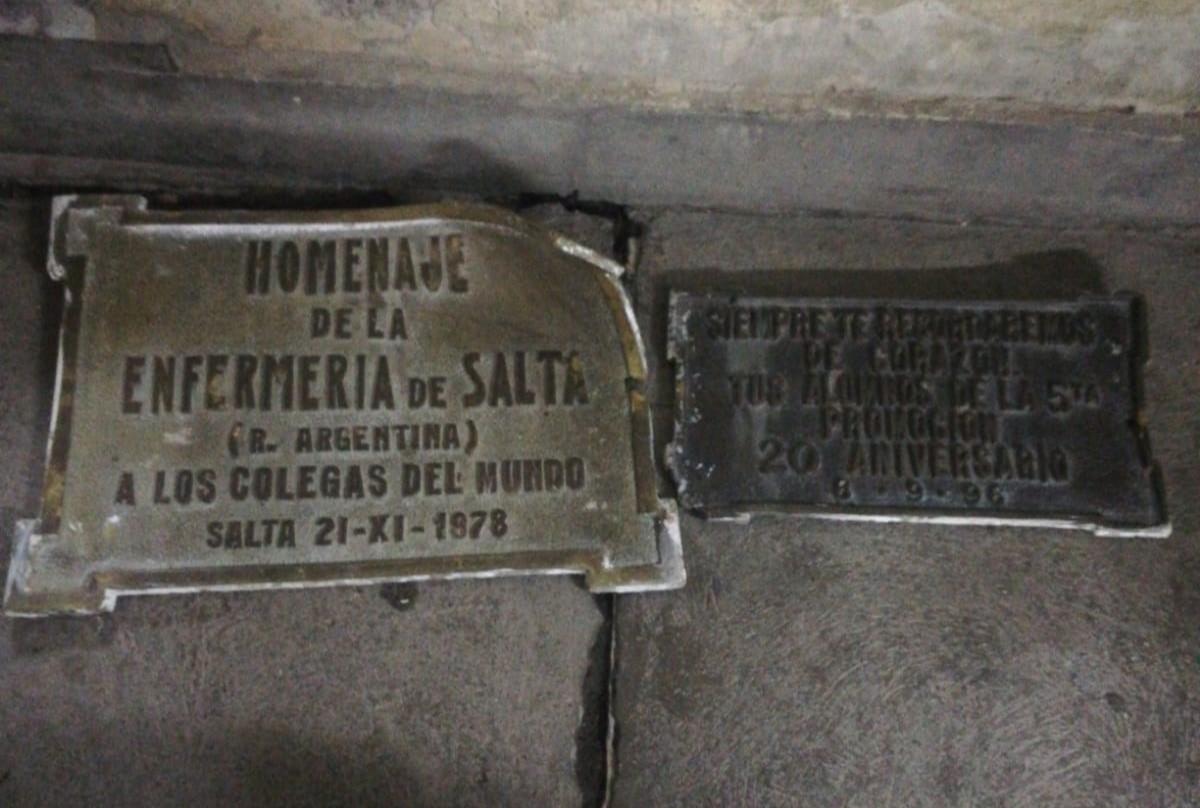 HOMENAJE
DE LA
ENFERMERIA DE SALTA
(R. ARGENTINA)
A LOS COLEGAS DEL MUNDO
SALTA 21-XI-1978
SIEMPRE TE
DE CORAZON
TUS ALUMNOS DE LA 5TA
PROMOCION
20 ANIVERSARIO
8-9-96